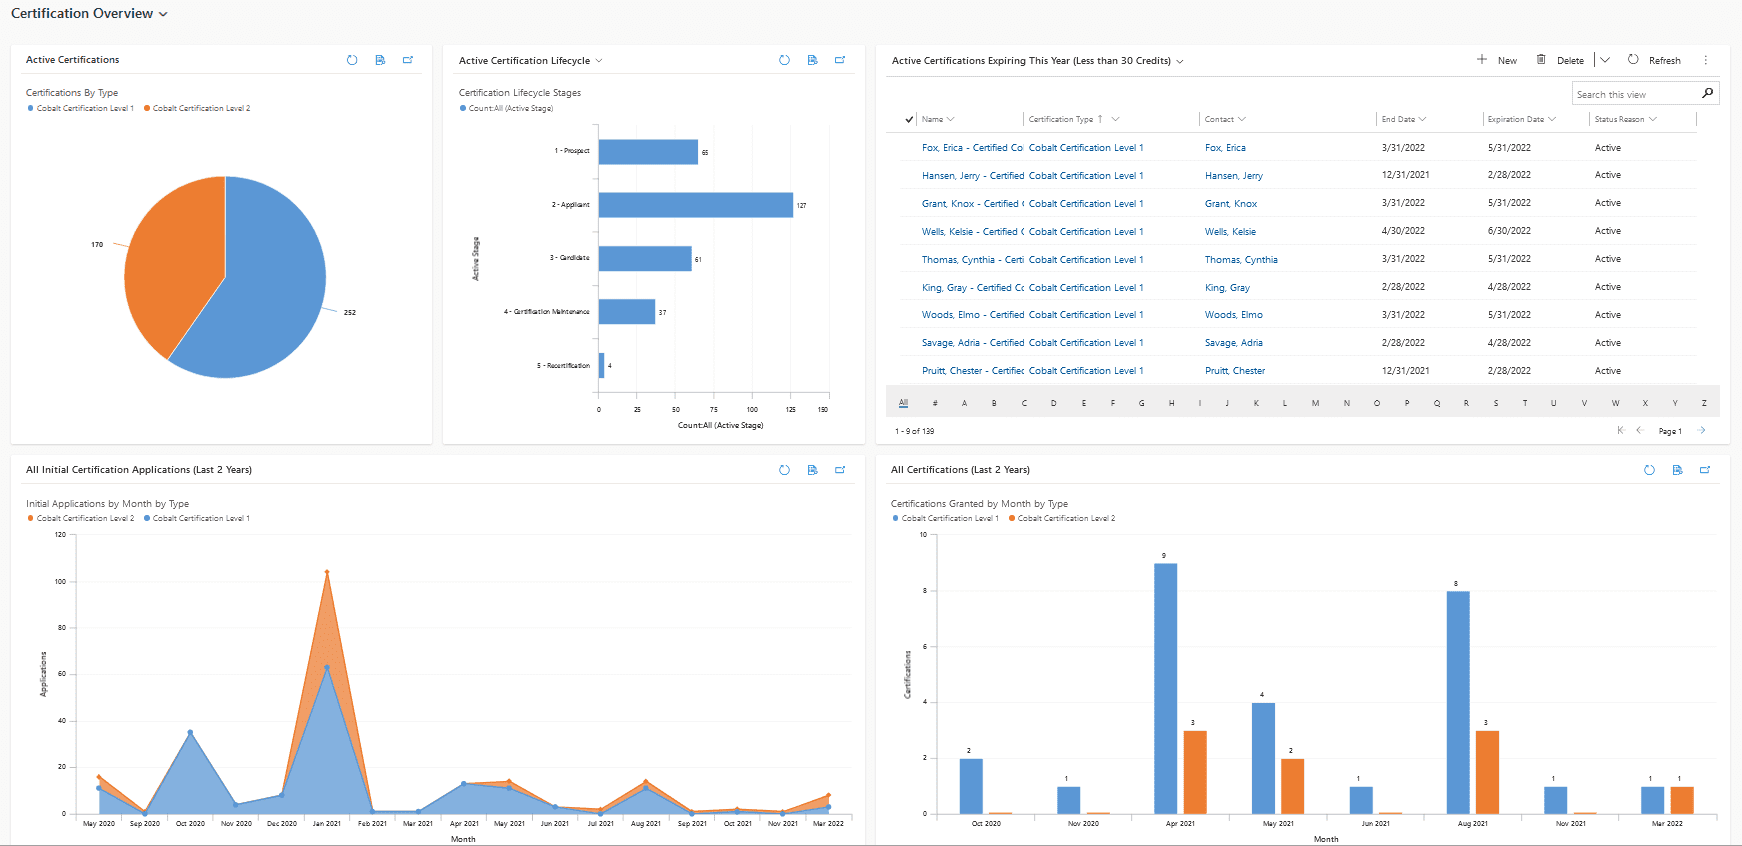 Certification Overview
Active Certifications
Certifications By Type
Cobalt Certification Level 1 Cobalt Certification Level 2
170
252
Active Certification Lifecycle
Certification Lifecycle Stages
Count:All (Active Stage)
Active Stage
1 - Prospect 65
2 - Applicant 127
3 - Candidate 61
4 - Certification Maintenance 37
5 - Recertification 4
0 25 50 75 100 125 150
Count:All (Active Stage)
Active Certifications Expiring This Year (Less than 30 Credits) New Delete Refresh
Search this view
Name Certification Type Contact End Date Expiration Date Status Reason
Fox, Erica - Certified Co Cobalt Certification Level 1 Fox, Erica 3/31/2022 5/31/2022 Active
Hansen, Jerry - Certified Cobalt Certification Level 1 Hansen, Jerry 12/31/2021 2/28/2022 Active
Grant, Knox - Certified Cobalt Certification Level 1 Grant, Knox 3/31/2022 5/31/2022 Active
Wells, Kelsie - Certified Cobalt Certification Level 1 Wells, Kelsie 4/30/2022 6/30/2022 Active
Thomas, Cynthia - Certi Cobalt Certification Level 1 Thomas, Cynthia 3/31/2022 5/31/2022 Active
King, Gray - Certified Cobalt Certification Level 1 King, Gray 2/28/2022 4/28/2022 Active
Woods, Elmo - Certified Cobalt Certification Level 1 Woods, Elmo 3/31/2022 5/31/2022 Active
Savage, Adria - Certified Cobalt Certification Level 1 Savage, Adria 2/28/2022 4/28/2022 Active
Pruitt, Chester - Certifiec Cobalt Certification Level 1 Pruitt, Chester 12/31/2021 2/28/2022 Active
All # A B C D E F G H I J K L M N O P Q R S T U V W X Y Z
1 - 9 of 139 Page 1
All Initial Certification Applications (Last 2 Years)
Initial Applications by Month by Type
Cobalt Certification Level 2 Cobalt Certification Level 1
120
100
80
60
40
20
0
Applications
May 2020 Sep 2020 Oct 2020 Nov 2020 Dec 2020 Jan 2021 Feb 2021 Mar 2021 Apr 2021 May 2021 Jun 2021 Jul 2021 Aug 2021 Sep 2021 Oct 2021 Nov 2021 Mar 2022
Month
All Certifications (Last 2 Years)
Certifications Granted by Month by Type
Cobalt Certification Level 1 Cobalt Certification Level 2
10
8
6
4
2
0
Certifications
2 1 9 3 4 2 1 8 3 1 1 1
Oct 2020 Nov 2020 Apr 2021 May 2021 Jun 2021 Aug 2021 Nov 2021 Mar 2022
Month